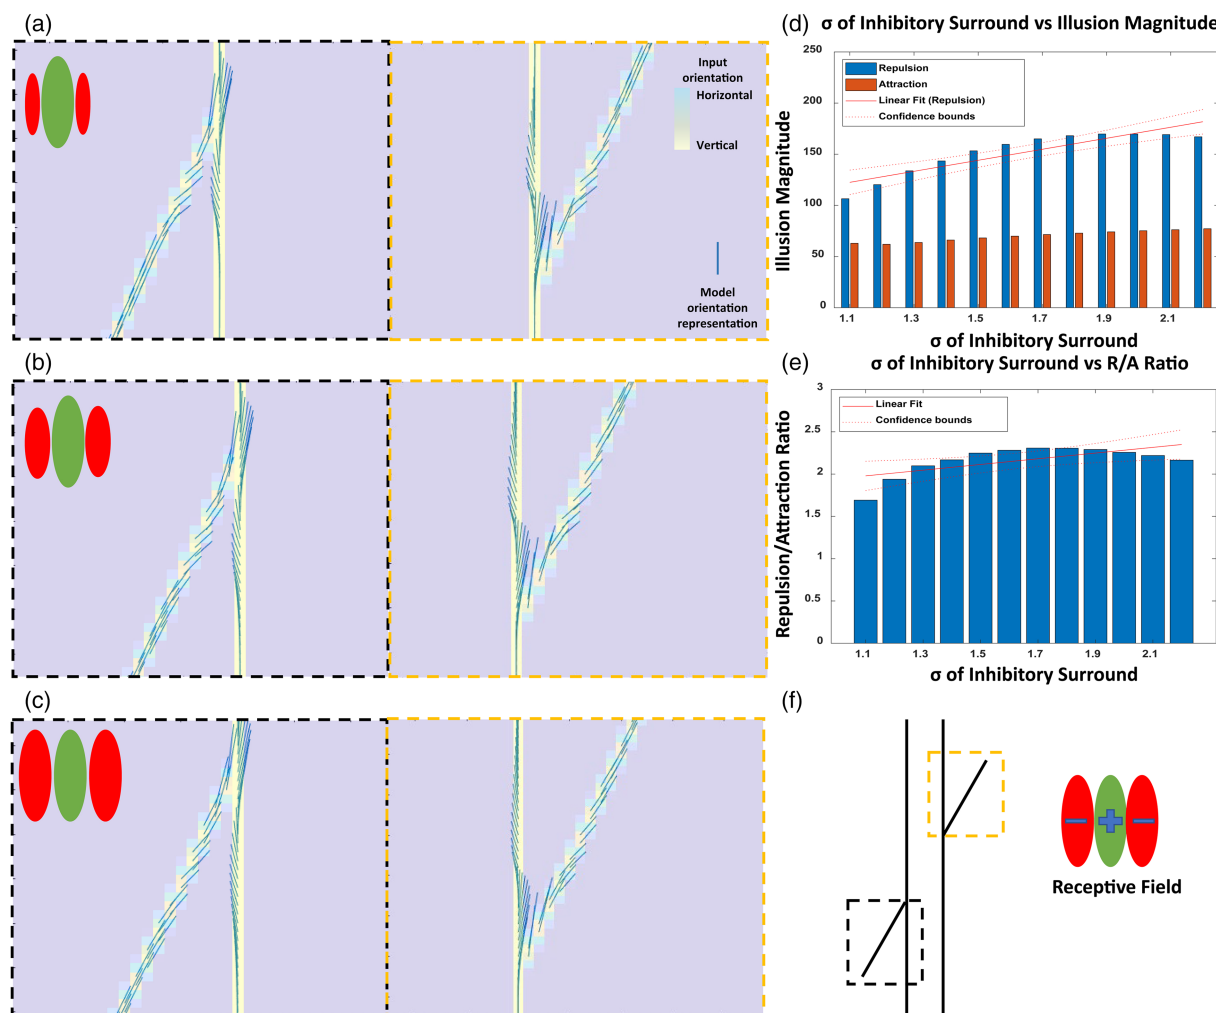 (a)
Input
orientation
Horizontal
Vertical
Model
orientation
representation
(b)
(c)
(d)
σ of Inhibitory Surround vs Illusion Magnitude
250
200
150
100
50
0
Illusion Magnitude
Repulsion
Attraction
Linear Fit (Repulsion)
Confidence bounds
1.1 1.3 1.5 1.7 1.9 2.1
σ of Inhibitory Surround
(e)
σ of Inhibitory Surround vs R/A Ratio
3
2.5
2
1.5
1
0.5
0
Repulsion/Attraction Ratio
Linear Fit
Confidence bounds
1.1 1.3 1.5 1.7 1.9 2.1
σ of Inhibitory Surround
(f)
Receptive Field